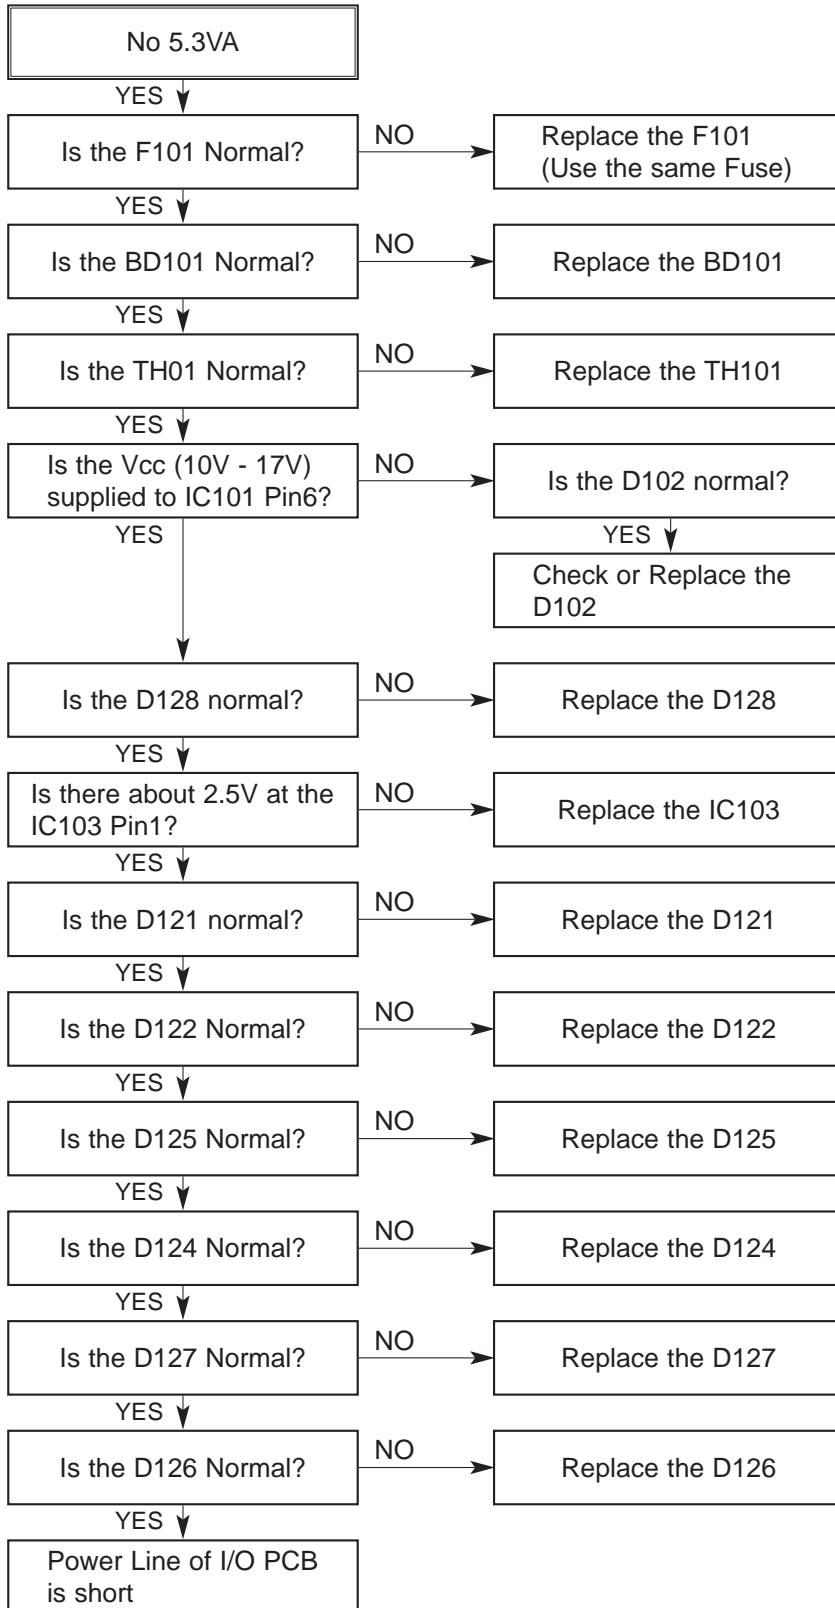 No 5.3VA
YES
Is the F101 Normal?
NO
Replace the F101
(Use the same Fuse)
YES
Is the BD101 Normal?
NO
Replace the BD101
YES
Is the TH01 Normal?
NO
Replace the TH101
YES
Is the Vcc (10V - 17V)
supplied to IC101 Pin6?
NO
Is the D102 normal?
YES
YES
Check or Replace the
D102
Is the D128 normal?
NO
Replace the D128
YES
Is there about 2.5V at the
IC103 Pin1?
NO
Replace the IC103
YES
Is the D121 normal?
NO
Replace the D121
YES
Is the D122 Normal?
NO
Replace the D122
YES
Is the D125 Normal?
NO
Replace the D125
YES
Is the D124 Normal?
NO
Replace the D124
YES
Is the D127 Normal?
NO
Replace the D127
YES
Is the D126 Normal?
NO
Replace the D126
YES
Power Line of I/O PCB
is short